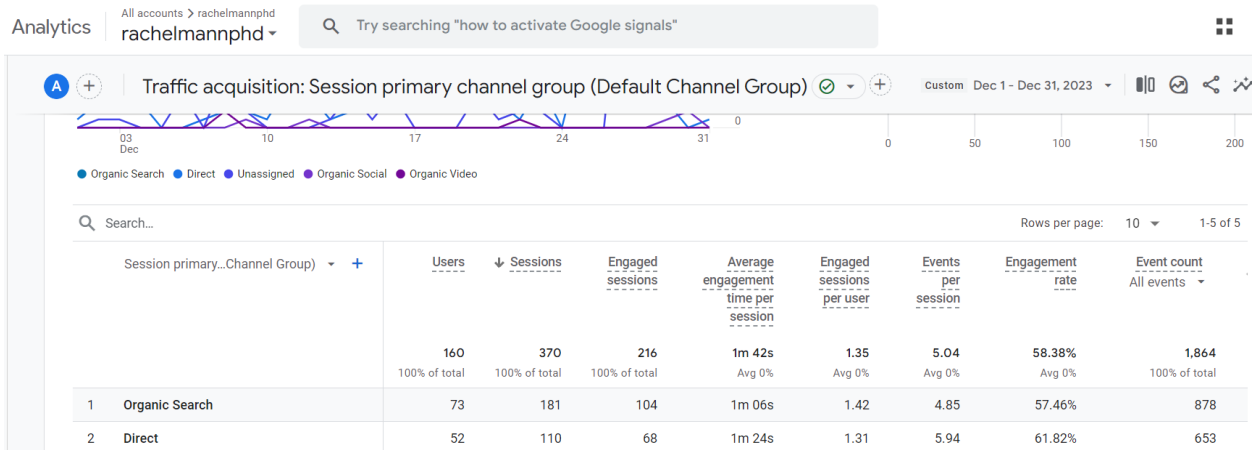 Analytics
All accounts > rachelmannphd
rachelmannphd
Try searching "how to activate Google signals"
A
Traffic acquisition: Session primary channel group (Default Channel Group)
Custom Dec 1 - Dec 31, 2023
0
03 10 17 24 31
Dec
0 50 100 150 200
Organic Search Direct Unassigned Organic Social Organic Video
Search...
Rows per page: 10 1-5 of 5
Session primary...Channel Group) +
Users
Sessions
Engaged
sessions
Average
engagement
time per
session
Engaged
sessions
per user
Events
per
session
Engagement
rate
Event count
All events
160 370 216 1m 42s 1.35 5.04 58.38% 1,864
100% of total 100% of total 100% of total Avg 0% Avg 0% Avg 0% Avg 0% 100% of total
1 Organic Search 73 181 104 1m 06s 1.42 4.85 57.46% 878
2 Direct 52 110 68 1m 24s 1.31 5.94 61.82% 653